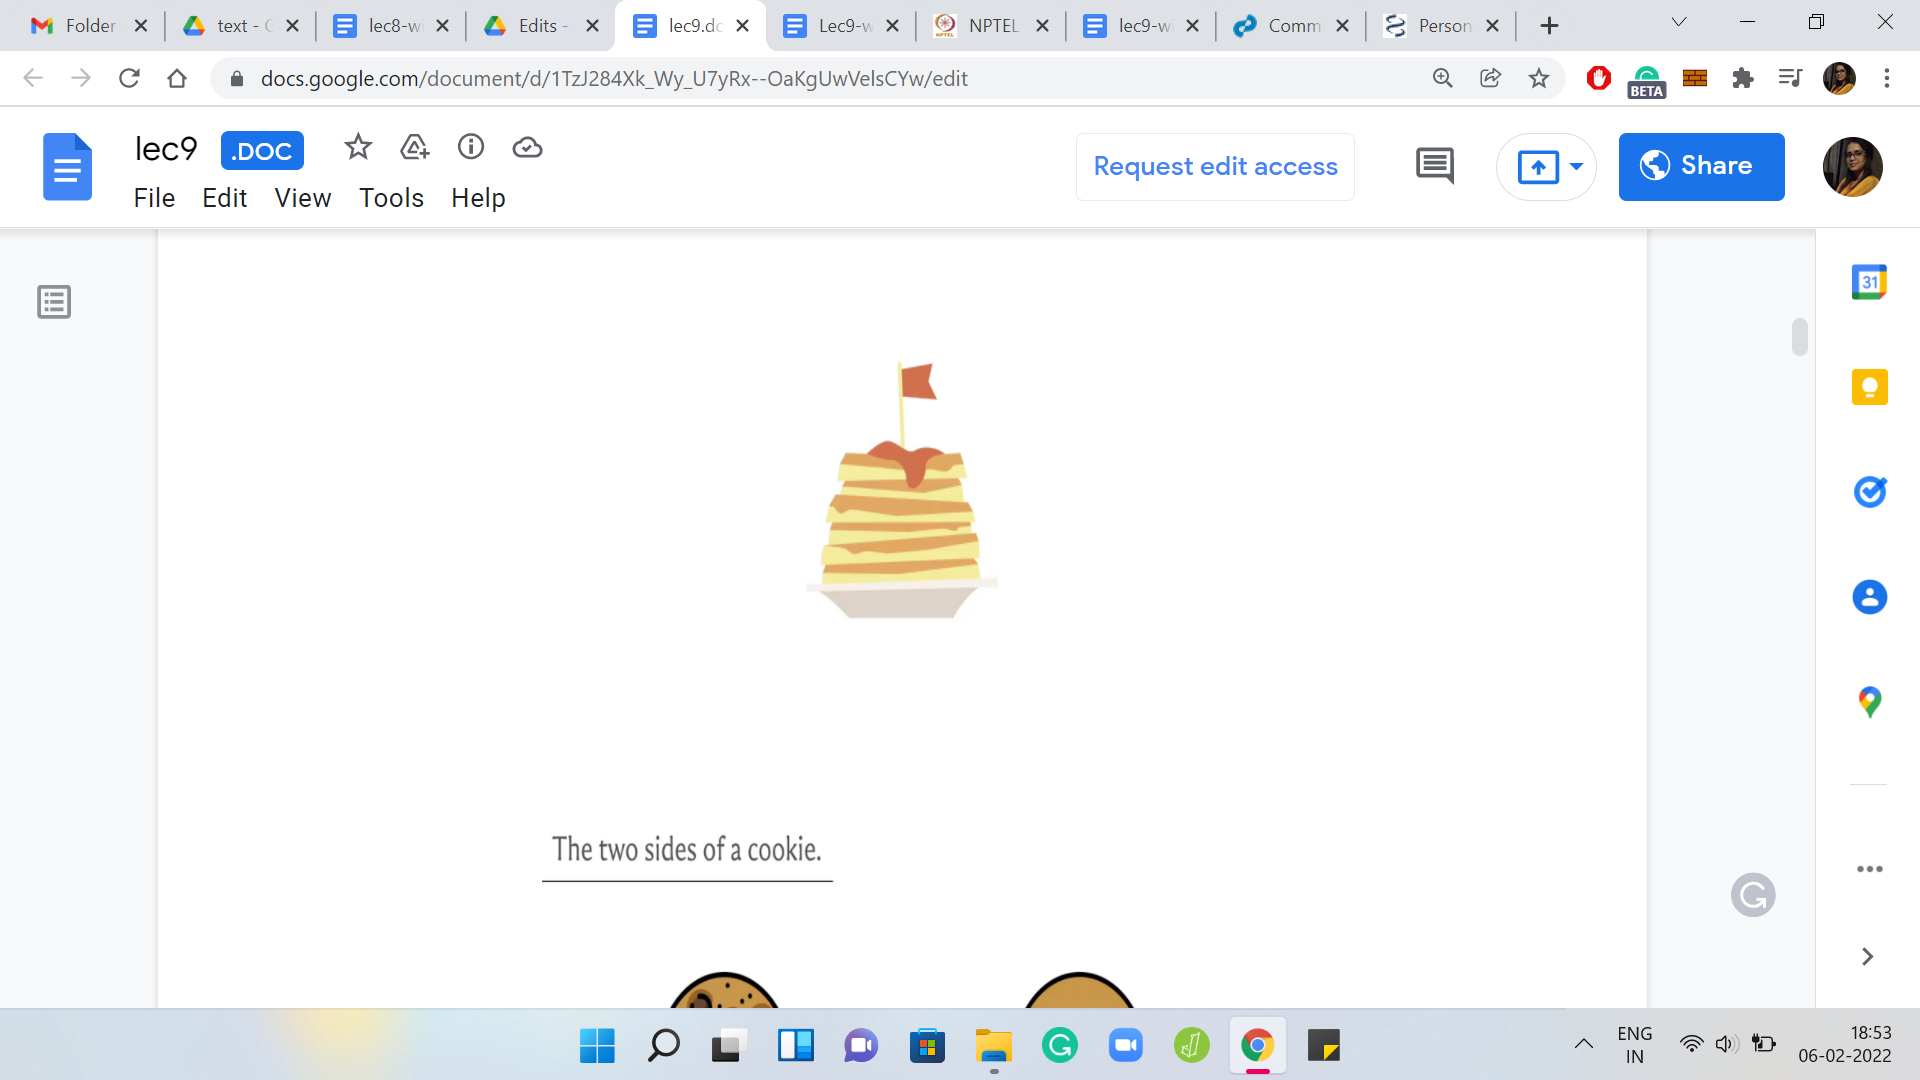 Folder
text - G
lec8-wi
Edits -
lec9.dc
Lec9-w
NPTEL
lec9-wi
Comm
Person
docs.google.com/document/d/1TzJ284Xk_Wy_U7yRx--OaKgUwVelsCYw/edit
BETA
lec9 .DOC
File Edit View Tools Help
Request edit access
Share
31
The two sides of a cookie.
ENG
IN
18:53
06-02-2022